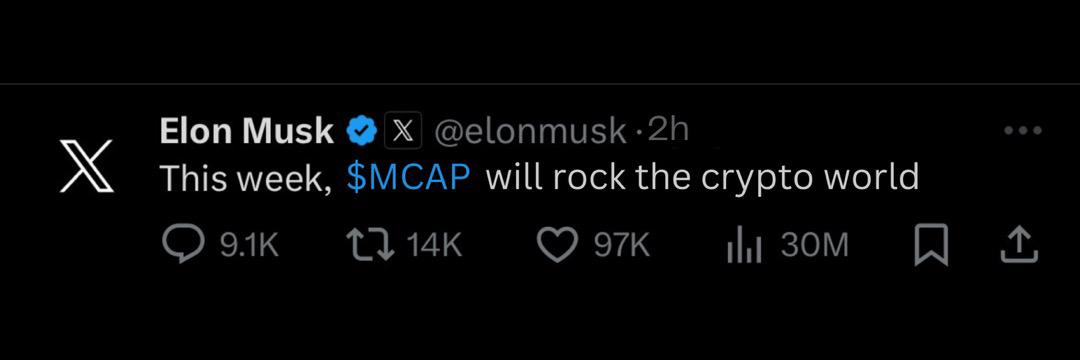 Elon Musk @elonmusk · 2h
This week, $MCAP will rock the crypto world
9.1K 14K 97K 30M